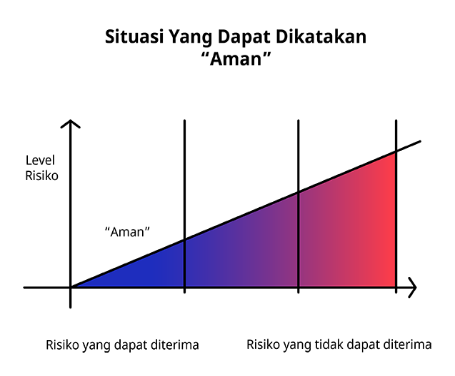 Situasi Yang Dapat Dikatakan
“Aman”
Level
Risiko
“Aman”
Risiko yang dapat diterima
Risiko yang tidak dapat diterima